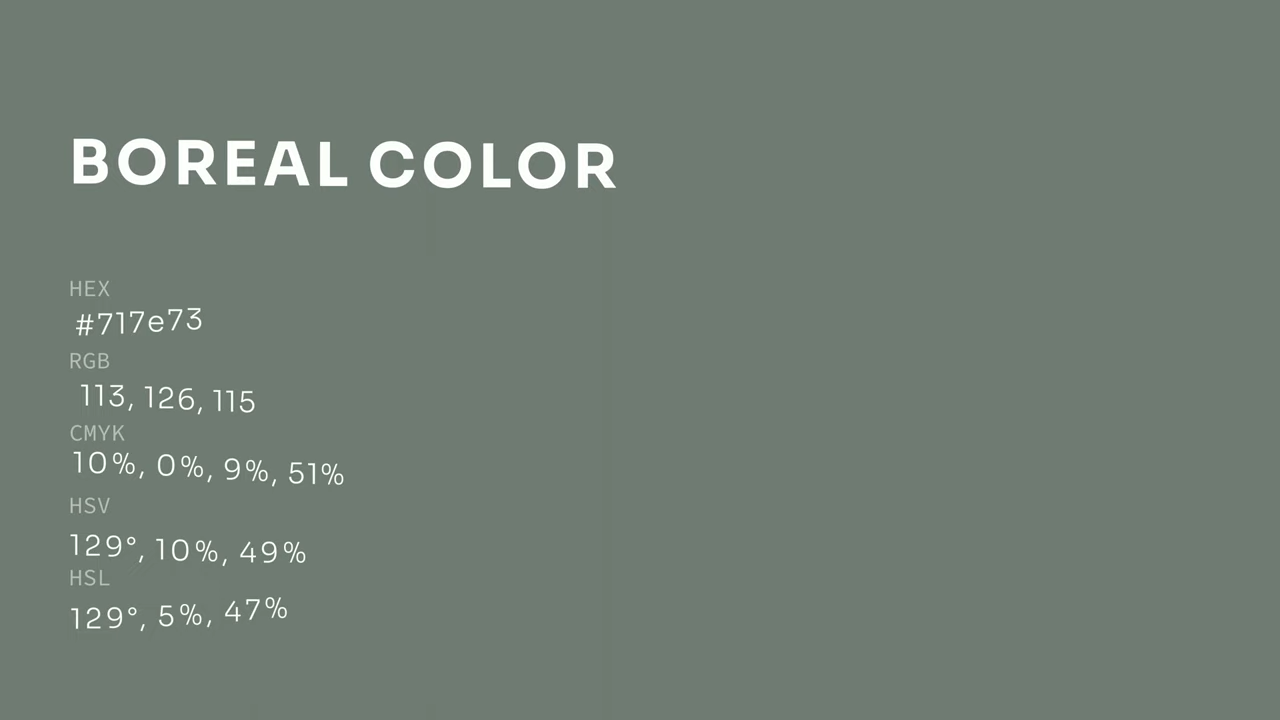 BOREAL COLOR
HEX
#717e73
RGB
113, 126, 115
CMYK
10%, 0%, 9%, 51%
HSV
129°, 10%, 49%
HSL
129°, 5%, 47%